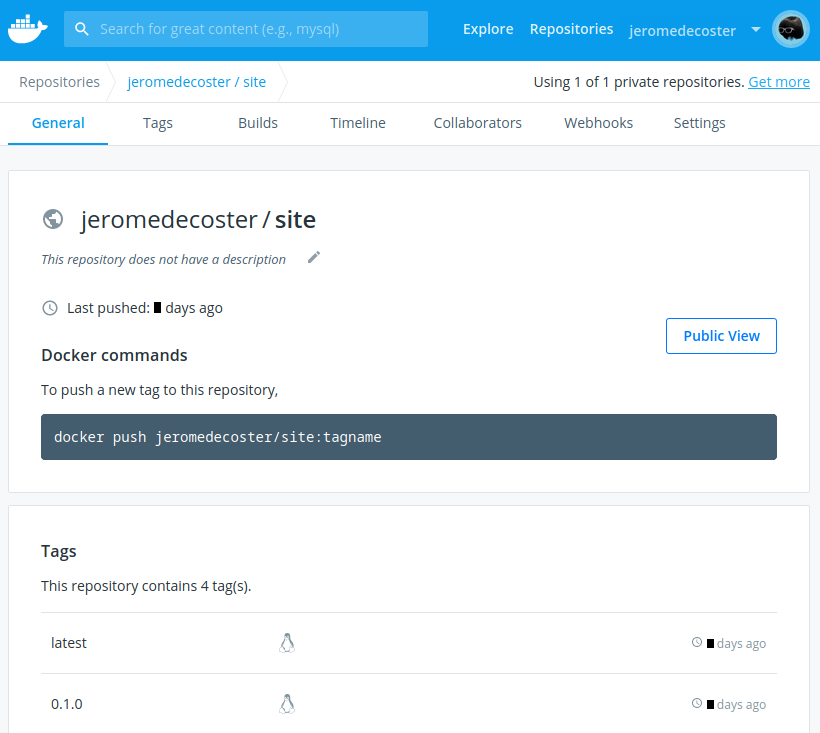 Search for great content (e.g., mysql) Explore Repositories jeromedecoster
Repositories jeromedecoster / site Using 1 of 1 private repositories. Get more
General Tags Builds Timeline Collaborators Webhooks Settings
jeromedecoster / site
This repository does not have a description
Last pushed: days ago
Public View
Docker commands
To push a new tag to this repository,
docker push jeromedecoster/site:tagname
Tags
This repository contains 4 tag(s).
latest days ago
0.1.0 days ago